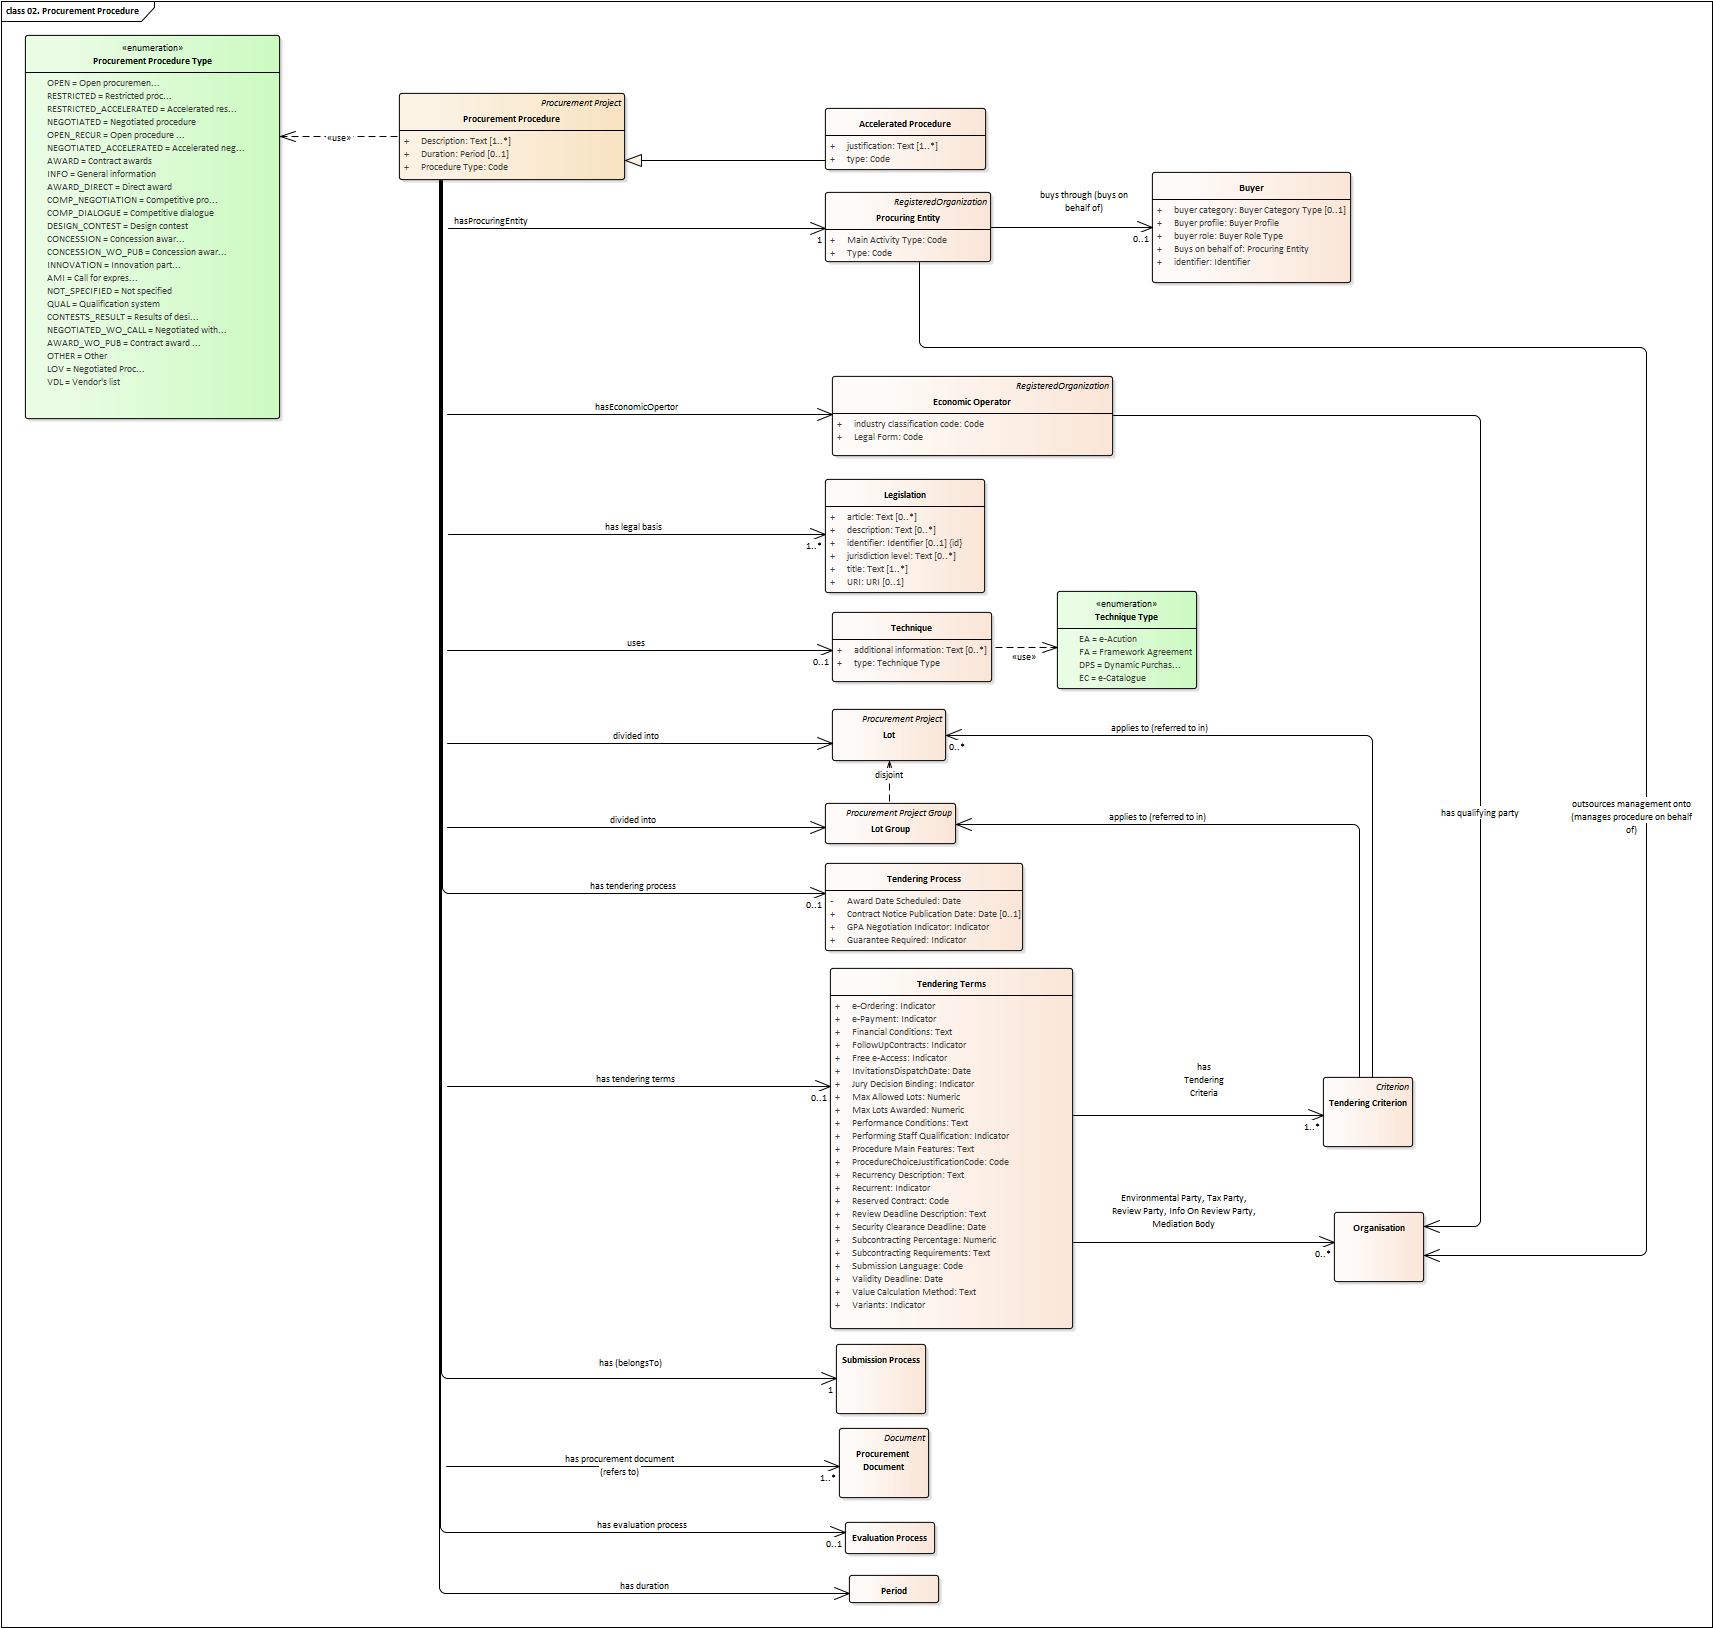 class 02. Procurement Procedure
«enumeration»
Procurement Procedure Type
OPEN = Open procuremen...
RESTRICTED = Restricted proc...
RESTRICTED_ACCELERATED = Accelerated res...
NEGOTIATED = Negotiated procedure
OPEN_RECUR = Open procedure ...
NEGOTIATED_ACCELERATED = Accelerated neg...
AWARD = Contract awards
INFO = General information
AWARD_DIRECT = Direct award
COMP_NEGOTIATION = Competitive pro...
COMP_DIALOGUE = Competitive dialogue
DESIGN_CONTEST = Design contest
CONCESSION = Concession awar...
CONCESSION_WO_PUB = Concession awar...
INNOVATION = Innovation part...
AMI = Call for expres...
NOT_SPECIFIED = Not specified
QUAL = Qualification system
CONTESTS_RESULT = Results of desi...
NEGOTIATED_WO_CALL = Negotiated with...
AWARD_WO_PUB = Contract award ...
OTHER = Other
LOV = Negotiated Proc...
VDL = Vendor's list
«use»
Procurement Project
Procurement Procedure
+ Description: Text [1..*]
+ Duration: Period [0..1]
+ Procedure Type: Code
Accelerated Procedure
+ justification: Text [1..*]
+ type: Code
hasProcuringEntity
1
RegisteredOrganization
Procuring Entity
+ Main Activity Type: Code
+ Type: Code
buys through (buys on
behalf of)
0..1
Buyer
+ buyer category: Buyer Category Type [0..1]
+ Buyer profile: Buyer Profile
+ buyer role: Buyer Role Type
+ Buys on behalf of: Procuring Entity
+ identifier: Identifier
hasEconomicOpertor
RegisteredOrganization
Economic Operator
+ industry classification code: Code
+ Legal Form: Code
has legal basis
1..*
Legislation
+ article: Text [0..*]
+ description: Text [0..*]
+ identifier: Identifier [0..1] {id}
+ jurisdiction level: Text [0..*]
+ title: Text [1..*]
+ URI: URI [0..1]
uses
0..1
Technique
+ additional information: Text [0..*]
+ type: Technique Type
«use»
«enumeration»
Technique Type
EA = e-Acution
FA = Framework Agreement
DPS = Dynamic Purchas...
EC = e-Catalogue
divided into
Procurement Project
Lot
applies to (referred to in)
0..*
disjoint
divided into
Procurement Project Group
Lot Group
applies to (referred to in)
has qualifying party
outsources management onto
(manages procedure on behalf
of)
has tendering process
0..1
Tendering Process
- Award Date Scheduled: Date
+ Contract Notice Publication Date: Date [0..1]
+ GPA Negotiation Indicator: Indicator
+ Guarantee Required: Indicator
has tendering terms
0..1
Tendering Terms
+ e-Ordering: Indicator
+ e-Payment: Indicator
+ Financial Conditions: Text
+ FollowUpContracts: Indicator
+ Free e-Access: Indicator
+ InvitationsDispatchDate: Date
+ Jury Decision Binding: Indicator
+ Max Allowed Lots: Numeric
+ Max Lots Awarded: Numeric
+ Performance Conditions: Text
+ Performing Staff Qualification: Indicator
+ Procedure Main Features: Text
+ ProcedureChoiceJustificationCode: Code
+ Recurrency Description: Text
+ Recurrent: Indicator
+ Reserved Contract: Code
+ Review Deadline Description: Text
+ Security Clearance Deadline: Date
+ Subcontracting Percentage: Numeric
+ Subcontracting Requirements: Text
+ Submission Language: Code
+ Validity Deadline: Date
+ Value Calculation Method: Text
+ Variants: Indicator
has
Tendering
Criteria
1..*
Criterion
Tendering Criterion
Environmental Party, Tax Party,
Review Party, Info On Review Party,
Mediation Body
0..*
Organisation
has (belongsTo)
1
Submission Process
has procurement document
(refers to)
1..*
Document
Procurement
Document
has evaluation process
0..1
Evaluation Process
has duration
Period